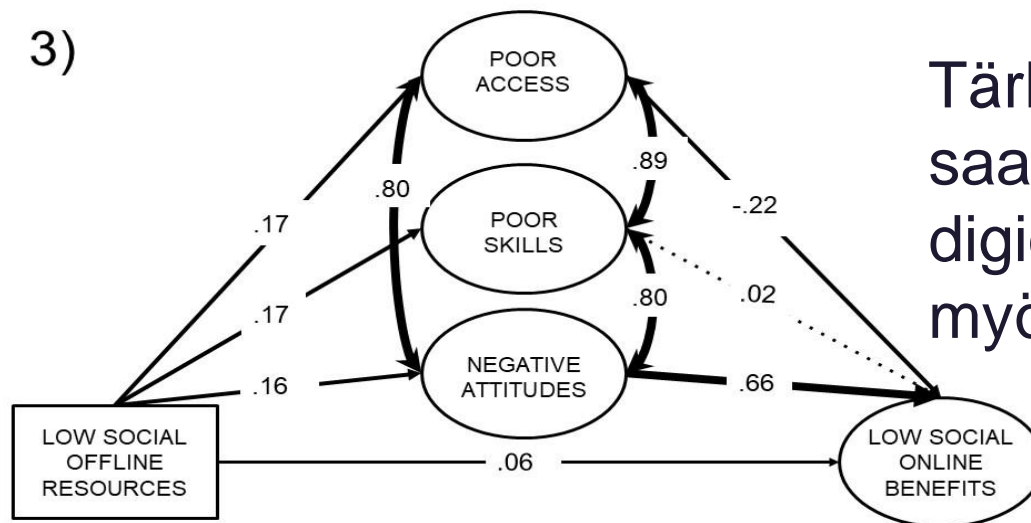 3)
POOR
ACCESS
.80
.89
.17
-.22
POOR
SKILLS
.17
.80
.02
NEGATIVE
ATTITUDES
.16
.66
LOW SOCIAL
OFFLINE
RESOURCES
.06
LOW SOCIAL
ONLINE
BENEFITS
saa